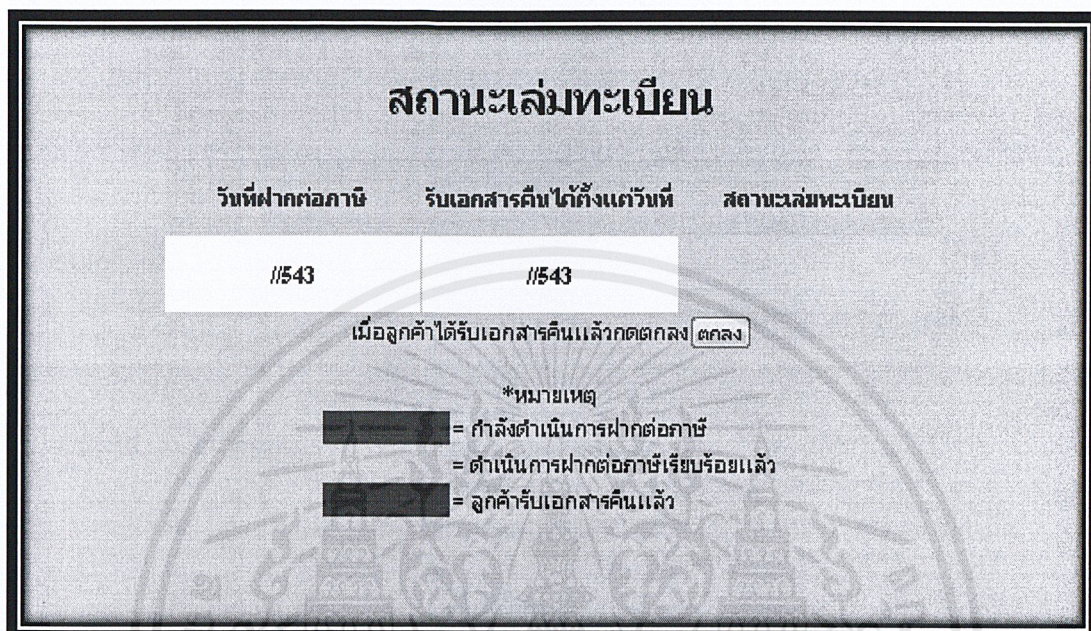 สถานะเล่มทะเบียน
วันที่ฝากต่อภาษี รับเอกสารคืนได้ตั้งแต่วันที่ สถานะเล่มทะเบียน
//543 //543
เมื่อลูกค้าได้รับเอกสารคืนแล้วกดตกลง ตกลง
*หมายเหตุ
= กำลังดำเนินการฝากต่อภาษี
= ดำเนินการฝากต่อภาษีเรียบร้อยแล้ว
= ลูกค้ารับเอกสารคืนแล้ว